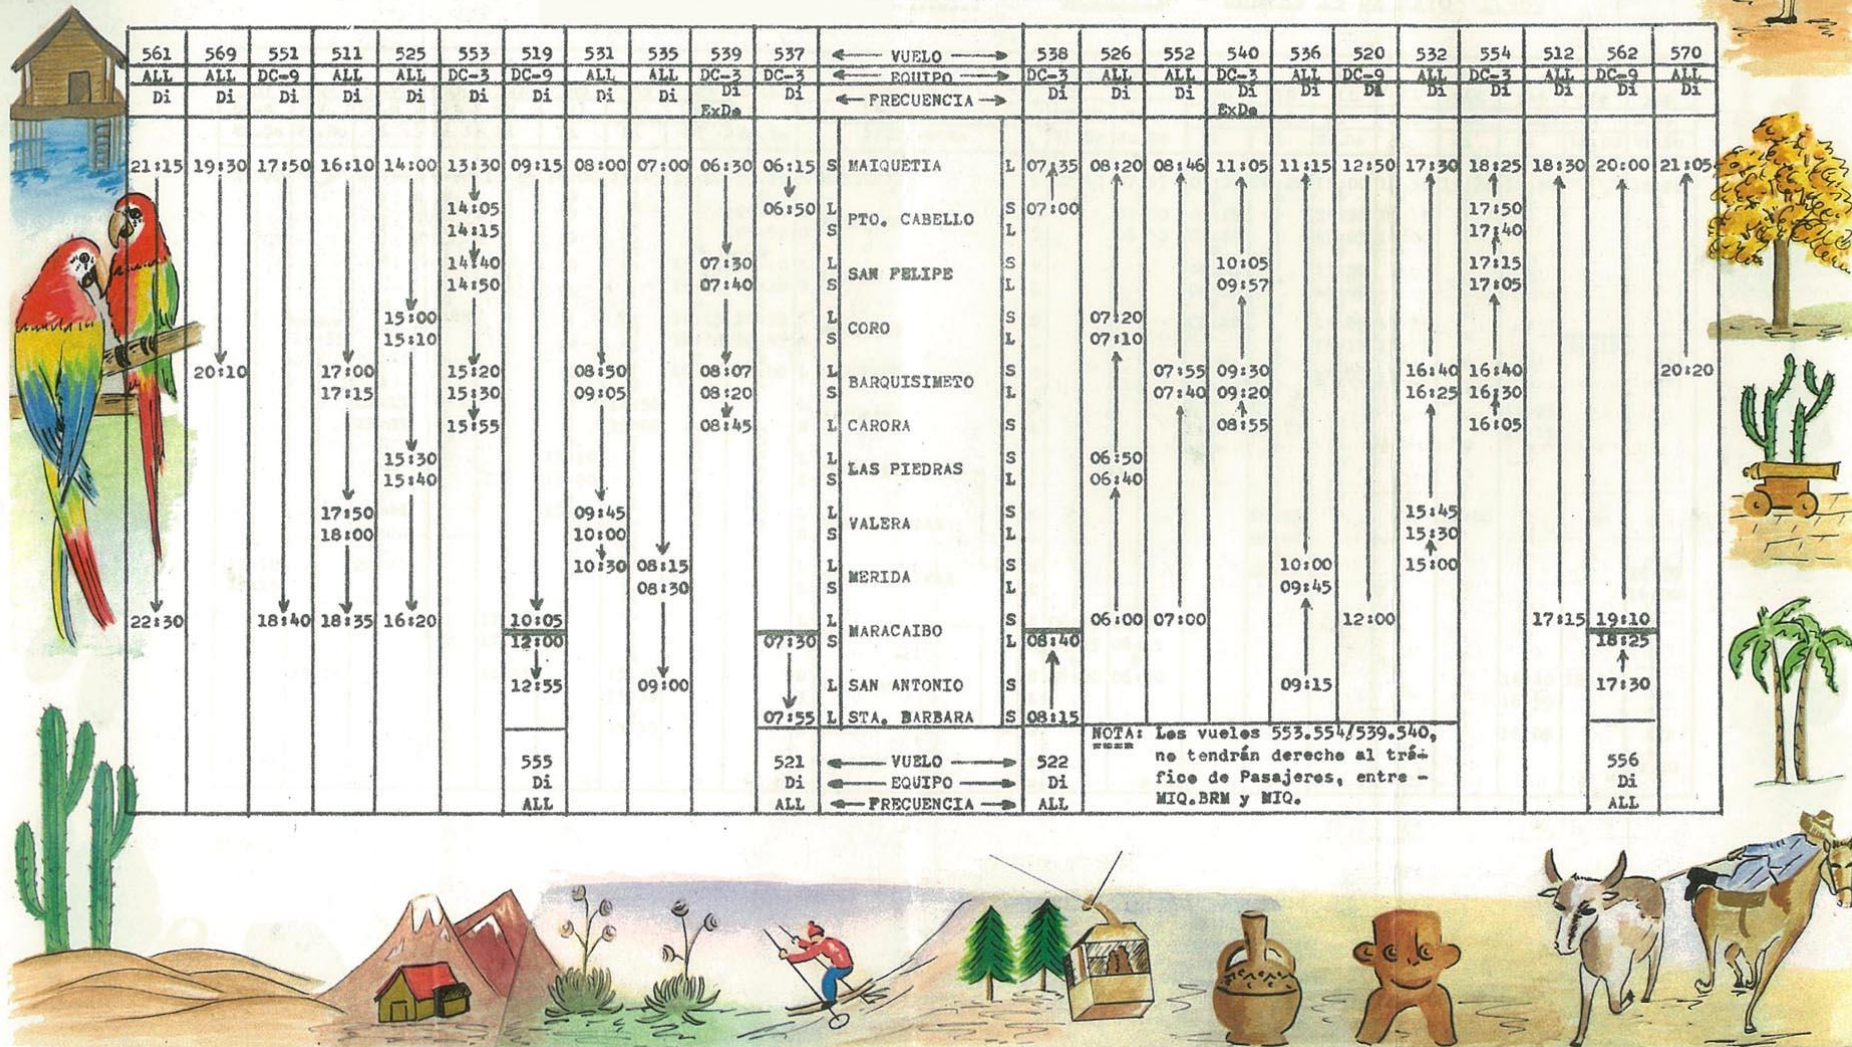 561 569 551 511 525 553 519 531 535 539 537 ← VUELO → 538 526 552 540 536 520 532 554 512 562 570
ALL ALL DC-9 ALL ALL DC-3 DC-9 ALL ALL DC-3 DC-3 ← EQUIPO → DC-3 ALL ALL DC-3 ALL DC-9 ALL DC-3 ALL DC-9 ALL
Di Di Di Di Di Di Di Di Di Di Di ← FRECUENCIA → Di Di Di Di Di Di Di Di Di Di Di
ExDo ExDo
21:15 19:30 17:50 16:10 14:00 13:30 09:15 08:00 07:00 06:30 06:15 S MAIQUETIA L 07:35 08:20 08:46 11:05 11:15 12:50 17:30 18:25 18:30 20:00 21:05
14:05 06:50 L PTO. CABELLO S 07:00 17:50
14:15 S L 17:40
14:40 07:30 L SAN FELIPE S 10:05 17:15
14:50 07:40 S L 09:57 17:05
15:00 L CORO S 07:20
15:10 S L 07:10
20:10 17:00 15:20 08:50 08:07 L BARQUISIMETO S 07:55 09:30 16:40 16:40 20:20
17:15 15:30 09:05 08:20 S L 07:40 09:20 16:25 16:30
15:55 08:45 L CARORA S 08:55 16:05
15:30 L LAS PIEDRAS S 06:50
15:40 S L 06:40
17:50 09:45 L VALERA S 15:45
18:00 10:00 S L 15:30
10:30 08:15 L MERIDA S 10:00 15:00
08:30 S L 09:45
22:30 18:40 18:35 16:20 10:05 L MARACAIBO S 06:00 07:00 12:00 17:15 19:10
12:00 07:30 S L 08:40 18:25
12:55 09:00 L SAN ANTONIO S 09:15 17:30
07:55 L STA. BARBARA S 08:15
NOTA: Los vuelos 553.554/539.540,
no tendrán derecho al trá-
fico de Pasajeros, entre -
MIQ.BRM y MIQ.
555 521 ← VUELO → 522 556
Di Di ← EQUIPO → Di Di
ALL ALL ← FRECUENCIA → ALL ALL